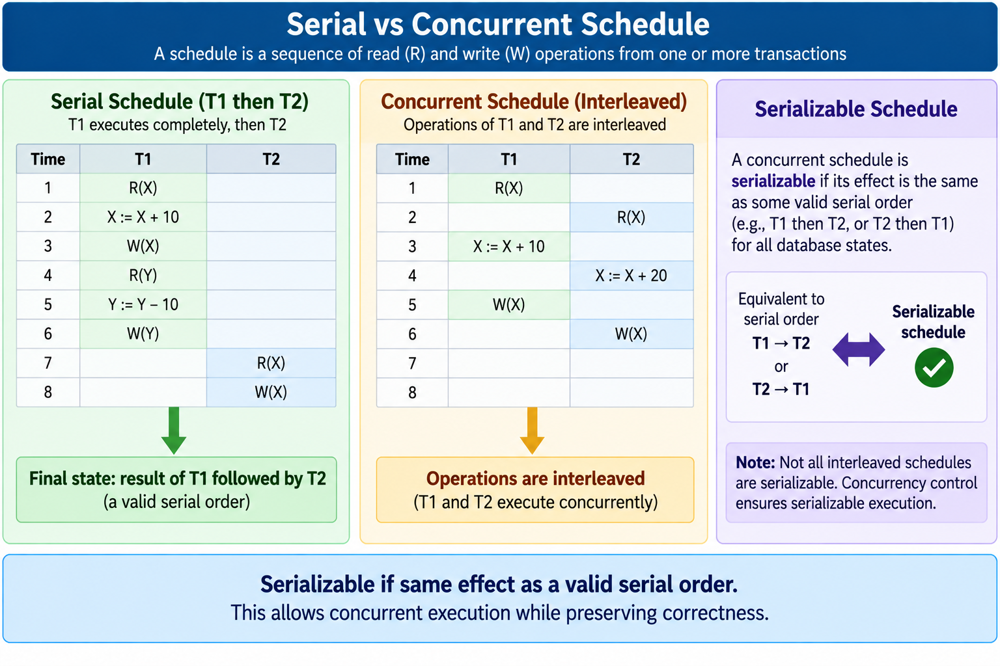 Serial vs Concurrent Schedule
A schedule is a sequence of read (R) and write (W) operations from one or more transactions
Serial Schedule (T1 then T2)
T1 executes completely, then T2
Time T1 T2
1 R(X)
2 X := X + 10
3 W(X)
4 R(Y)
5 Y := Y – 10
6 W(Y)
7 R(X)
8 W(X)
Final state: result of T1 followed by T2
(a valid serial order)
Concurrent Schedule (Interleaved)
Operations of T1 and T2 are interleaved
Time T1 T2
1 R(X)
2 R(X)
3 X := X + 10
4 X := X + 20
5 W(X)
6 W(X)
7
8
Operations are interleaved
(T1 and T2 execute concurrently)
Serializable Schedule
A concurrent schedule is
serializable if its effect is the same
as some valid serial order
(e.g., T1 then T2, or T2 then T1)
for all database states.
Equivalent to
serial order
T1 → T2
or
T2 → T1
Serializable
schedule
Note: Not all interleaved schedules
are serializable. Concurrency control
ensures serializable execution.
Serializable if same effect as a valid serial order.
This allows concurrent execution while preserving correctness.